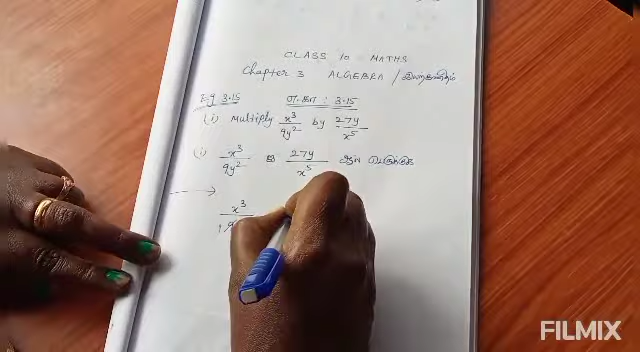 CLASS 10 MATHS
Chapter 3 ALGEBRA / இயற்கணிதம்
Eg 3.15 எ.கா : 3.15
(i) Multiply x³/9y² by 27y/x⁵
(i) x³/9y² ஐ 27y/x⁵ ஆல் பெருக்குக
→
x³
FILMIX